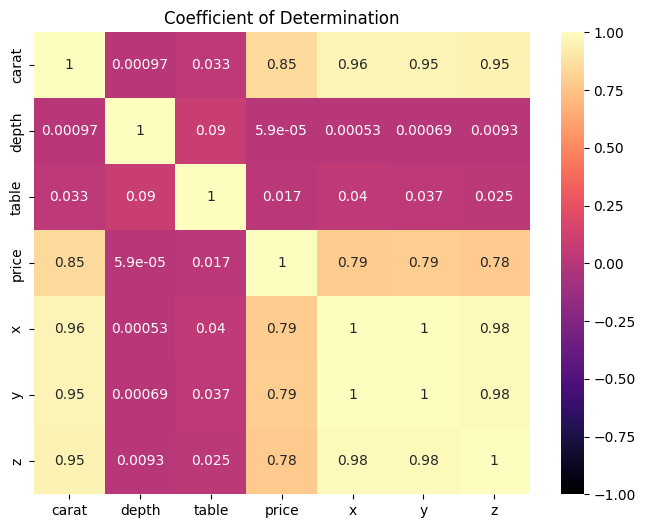 Coefficient of Determination
carat 1 0.00097 0.033 0.85 0.96 0.95 0.95
depth 0.00097 1 0.09 5.9e-05 0.00053 0.00069 0.0093
table 0.033 0.09 1 0.017 0.04 0.037 0.025
price 0.85 5.9e-05 0.017 1 0.79 0.79 0.78
x 0.96 0.00053 0.04 0.79 1 1 0.98
y 0.95 0.00069 0.037 0.79 1 1 0.98
z 0.95 0.0093 0.025 0.78 0.98 0.98 1
carat depth table price x y z
1.00
0.75
0.50
0.25
0.00
−0.25
−0.50
−0.75
−1.00